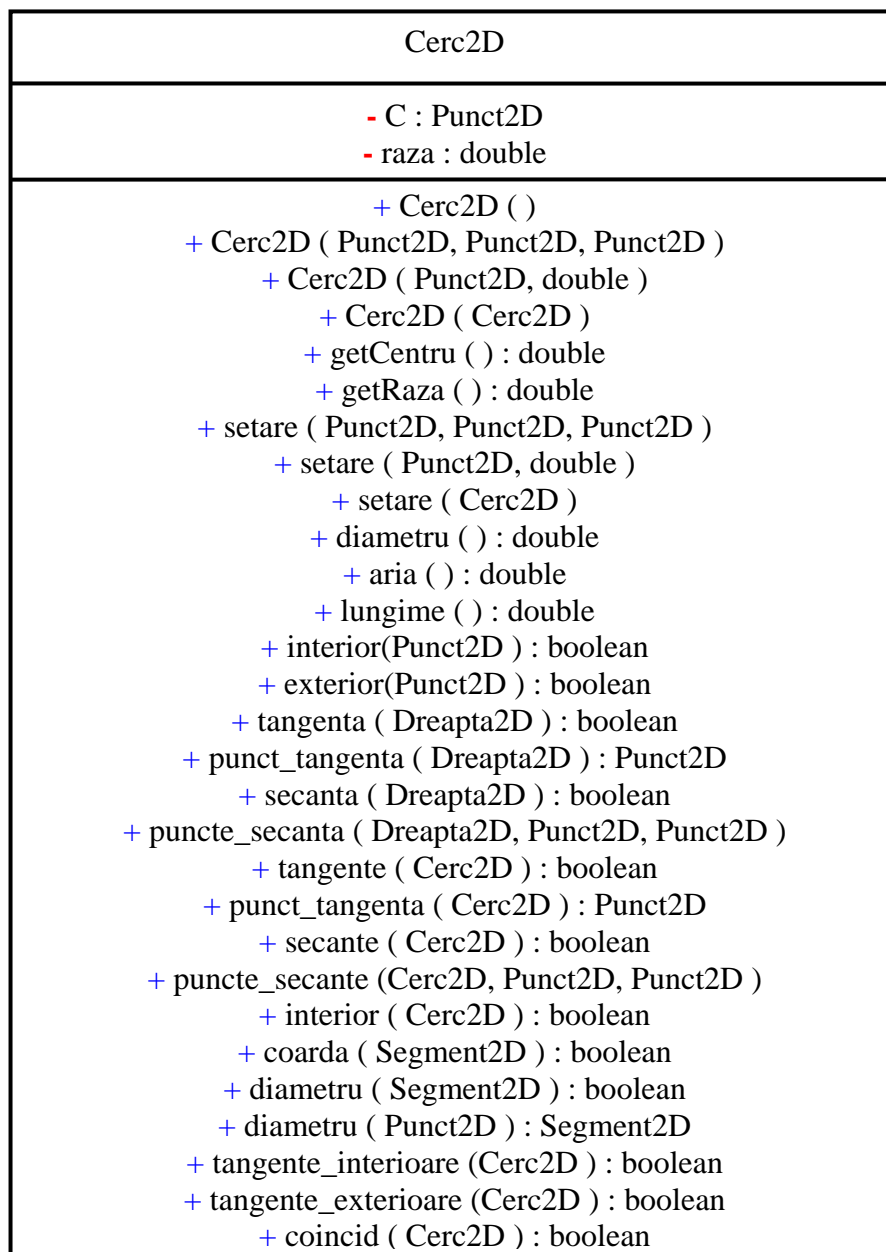 Cerc2D
- C : Punct2D
- raza : double
+ Cerc2D ( )
+ Cerc2D ( Punct2D, Punct2D, Punct2D )
+ Cerc2D ( Punct2D, double )
+ Cerc2D ( Cerc2D )
+ getCentru ( ) : double
+ getRaza ( ) : double
+ setare ( Punct2D, Punct2D, Punct2D )
+ setare ( Punct2D, double )
+ setare ( Cerc2D )
+ diametru ( ) : double
+ aria ( ) : double
+ lungime ( ) : double
+ interior(Punct2D ) : boolean
+ exterior(Punct2D ) : boolean
+ tangenta ( Dreapta2D ) : boolean
+ punct_tangenta ( Dreapta2D ) : Punct2D
+ secanta ( Dreapta2D ) : boolean
+ puncte_secanta ( Dreapta2D, Punct2D, Punct2D )
+ tangente ( Cerc2D ) : boolean
+ punct_tangenta ( Cerc2D ) : Punct2D
+ secante ( Cerc2D ) : boolean
+ puncte_secante (Cerc2D, Punct2D, Punct2D )
+ interior ( Cerc2D ) : boolean
+ coarda ( Segment2D ) : boolean
+ diametru ( Segment2D ) : boolean
+ diametru ( Punct2D ) : Segment2D
+ tangente_interioare (Cerc2D ) : boolean
+ tangente_exterioare (Cerc2D ) : boolean
+ coincid ( Cerc2D ) : boolean